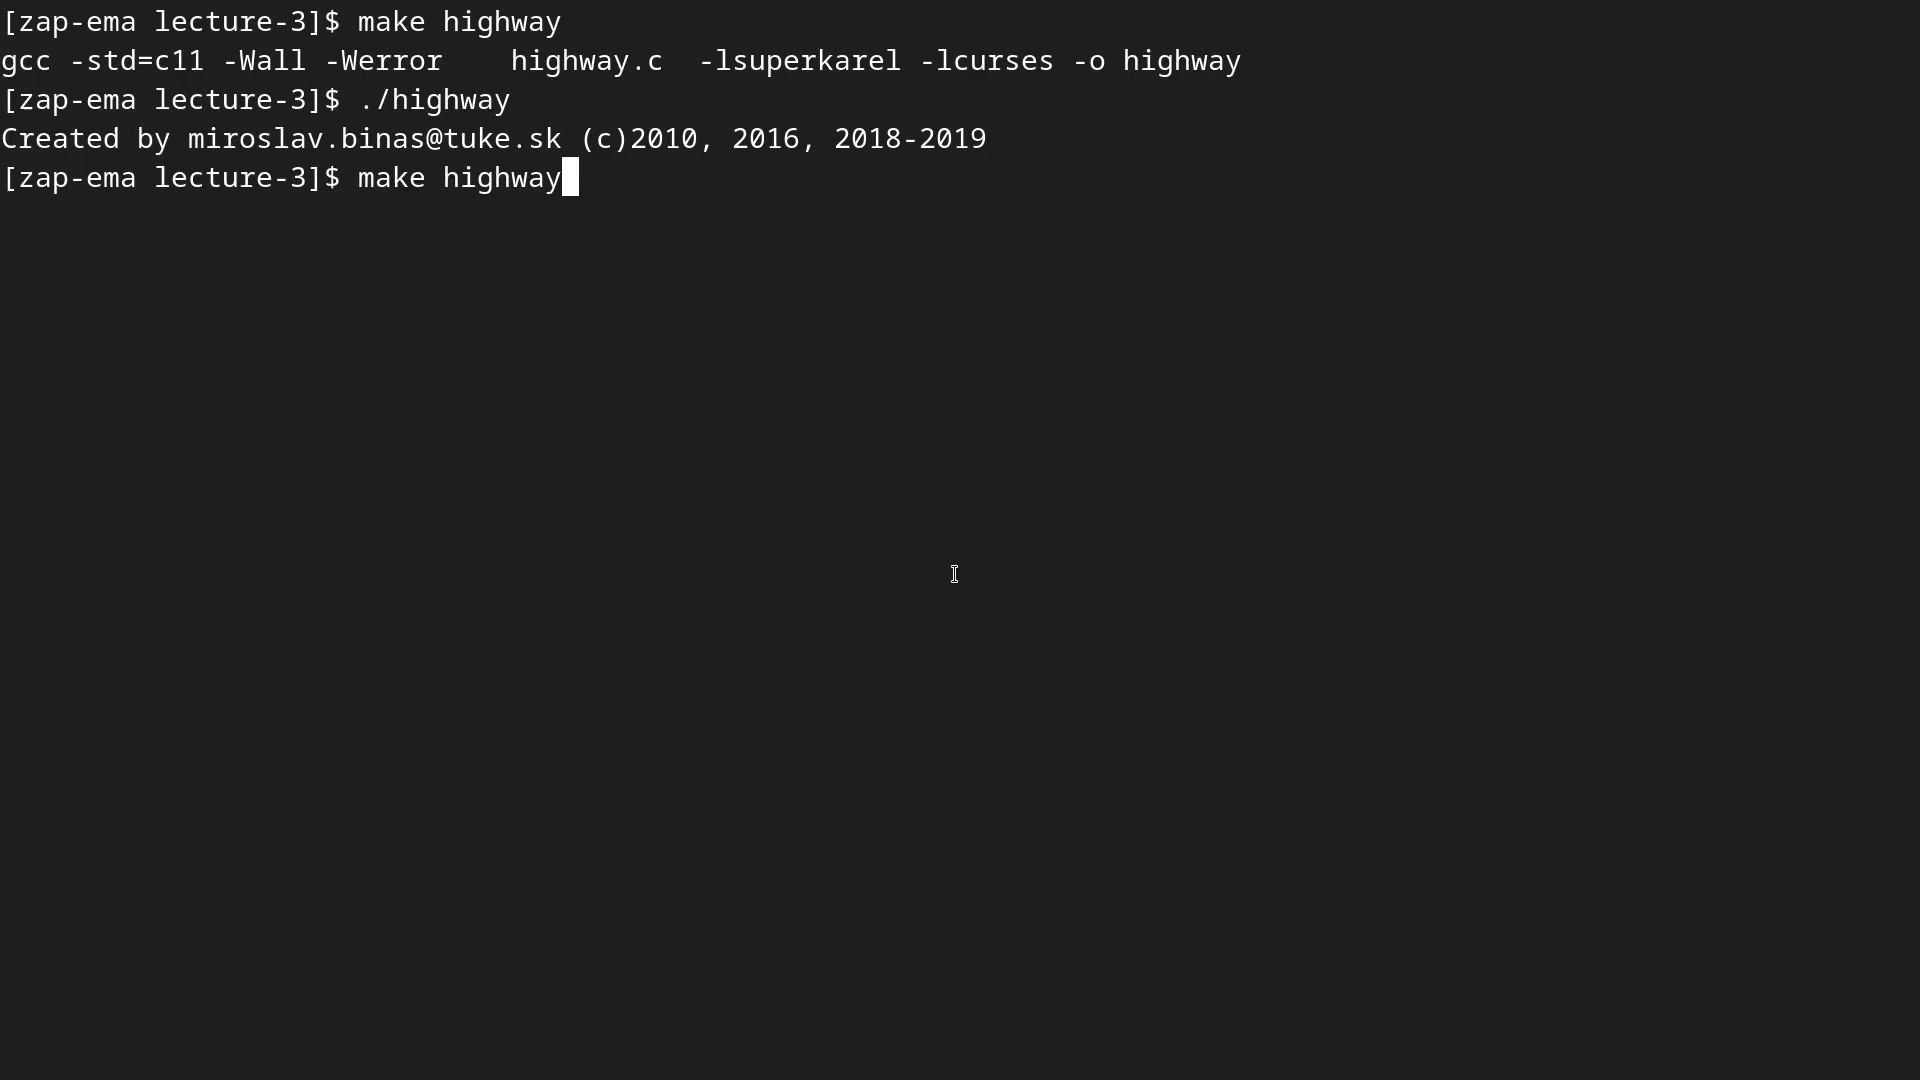 [zap-ema lecture-3]$ make highway
gcc -std=c11 -Wall -Werror    highway.c  -lsuperkarel -lcurses -o highway
[zap-ema lecture-3]$ ./highway
Created by miroslav.binas@tuke.sk (c)2010, 2016, 2018-2019
[zap-ema lecture-3]$ make highway